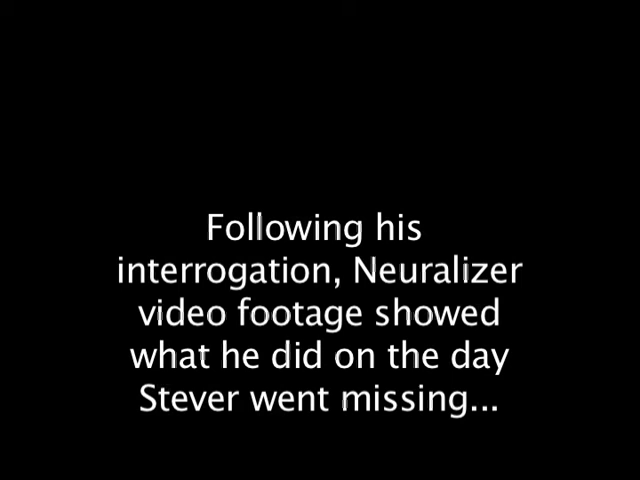 Following his
interrogation, Neuralizer
video footage showed
what he did on the day
Stever went missing...